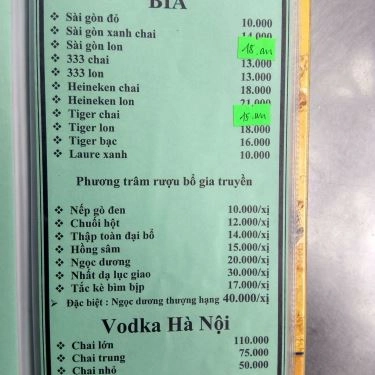 BIA
❖ Sài gòn đỏ 10.000
❖ Sài gòn xanh chai 14.000
❖ Sài gòn lon 18.000
❖ 333 chai 13.000
❖ 333 lon 13.000
❖ Heineken chai 18.000
❖ Heineken lon 21.000
❖ Tiger chai 15.000
❖ Tiger lon 18.000
❖ Tiger bạc 16.000
❖ Laure xanh 10.000
Phương trâm rượu bổ gia truyền
❖ Nếp gò đen 10.000/xị
❖ Chuối hột 12.000/xị
❖ Thập toàn đại bổ 14.000/xị
❖ Hồng sâm 15.000/xị
❖ Ngọc dương 20.000/xị
❖ Nhất dạ lục giao 30.000/xị
❖ Tắc kè bìm bịp 17.000/xị
➢ Đặc biệt : Ngọc dương thượng hạng 40.000/xị
Vodka Hà Nội
❖ Chai lớn 110.000
❖ Chai trung 75.000
❖ Chai nhỏ 50.000